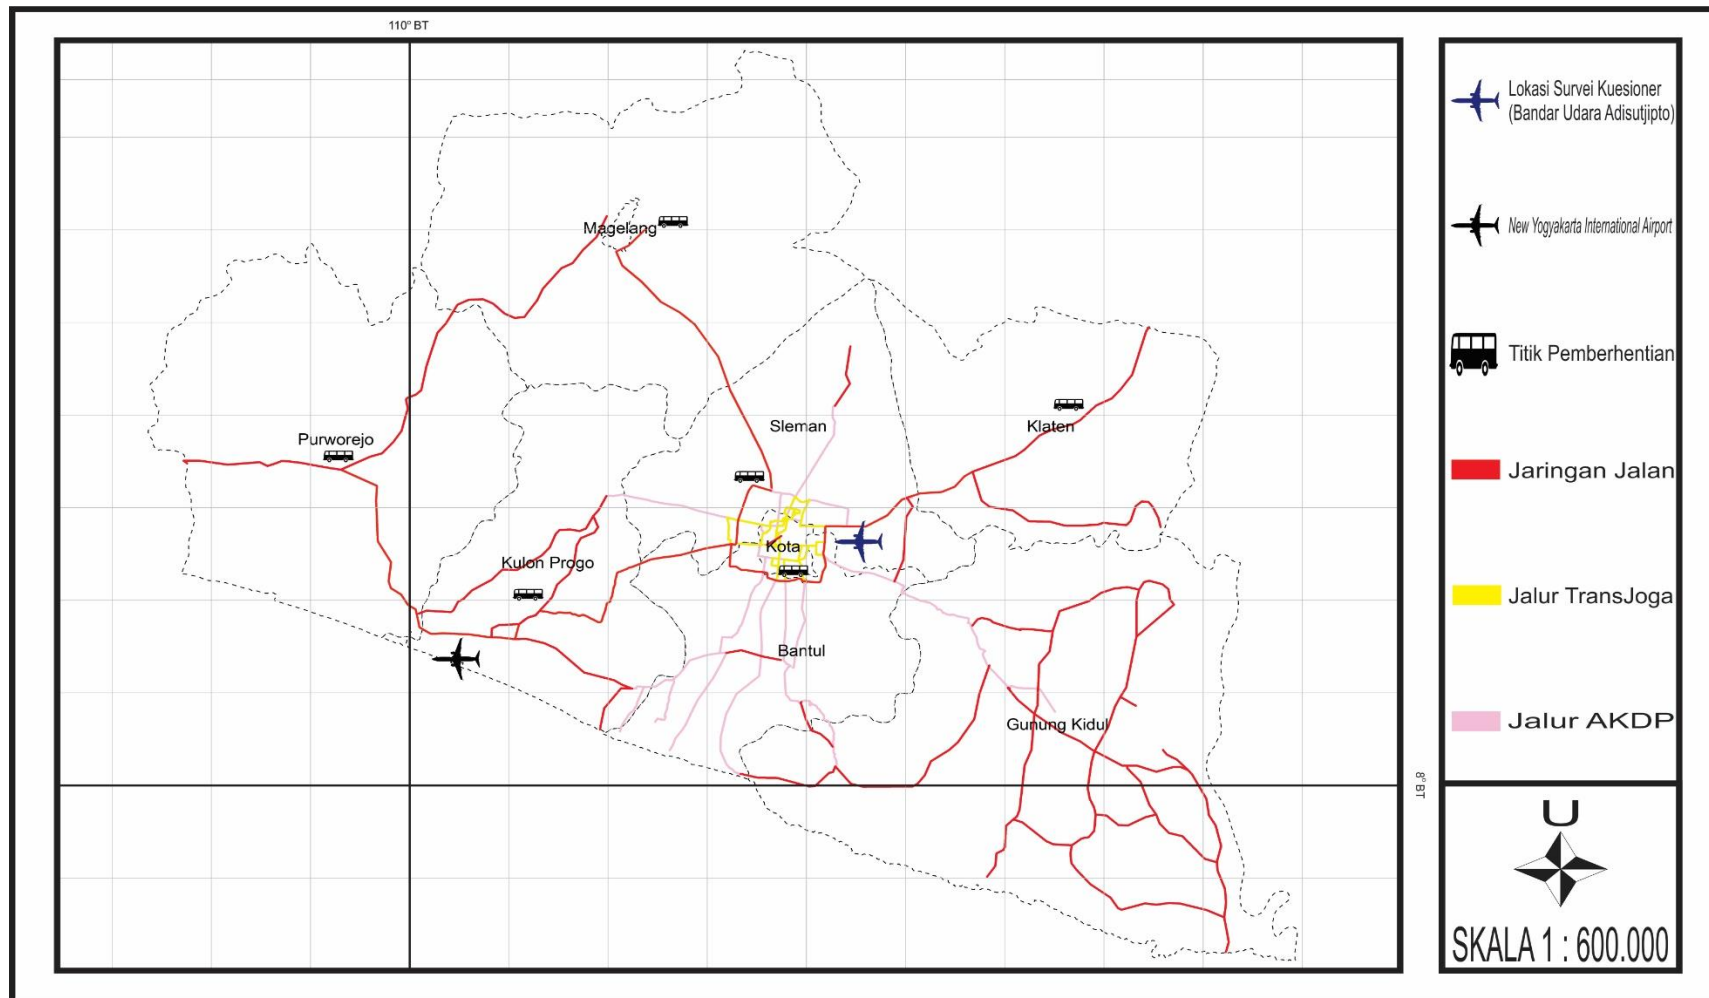 110° BT
Magelang
Purworejo
Sleman
Klaten
Kota
Kulon Progo
Bantul
Gunung Kidul
8° BT
Lokasi Survei Kuesioner
(Bandar Udara Adisutjipto)
New Yogyakarta International Airport
Titik Pemberhentian
Jaringan Jalan
Jalur TransJoga
Jalur AKDP
U
SKALA 1 : 600.000